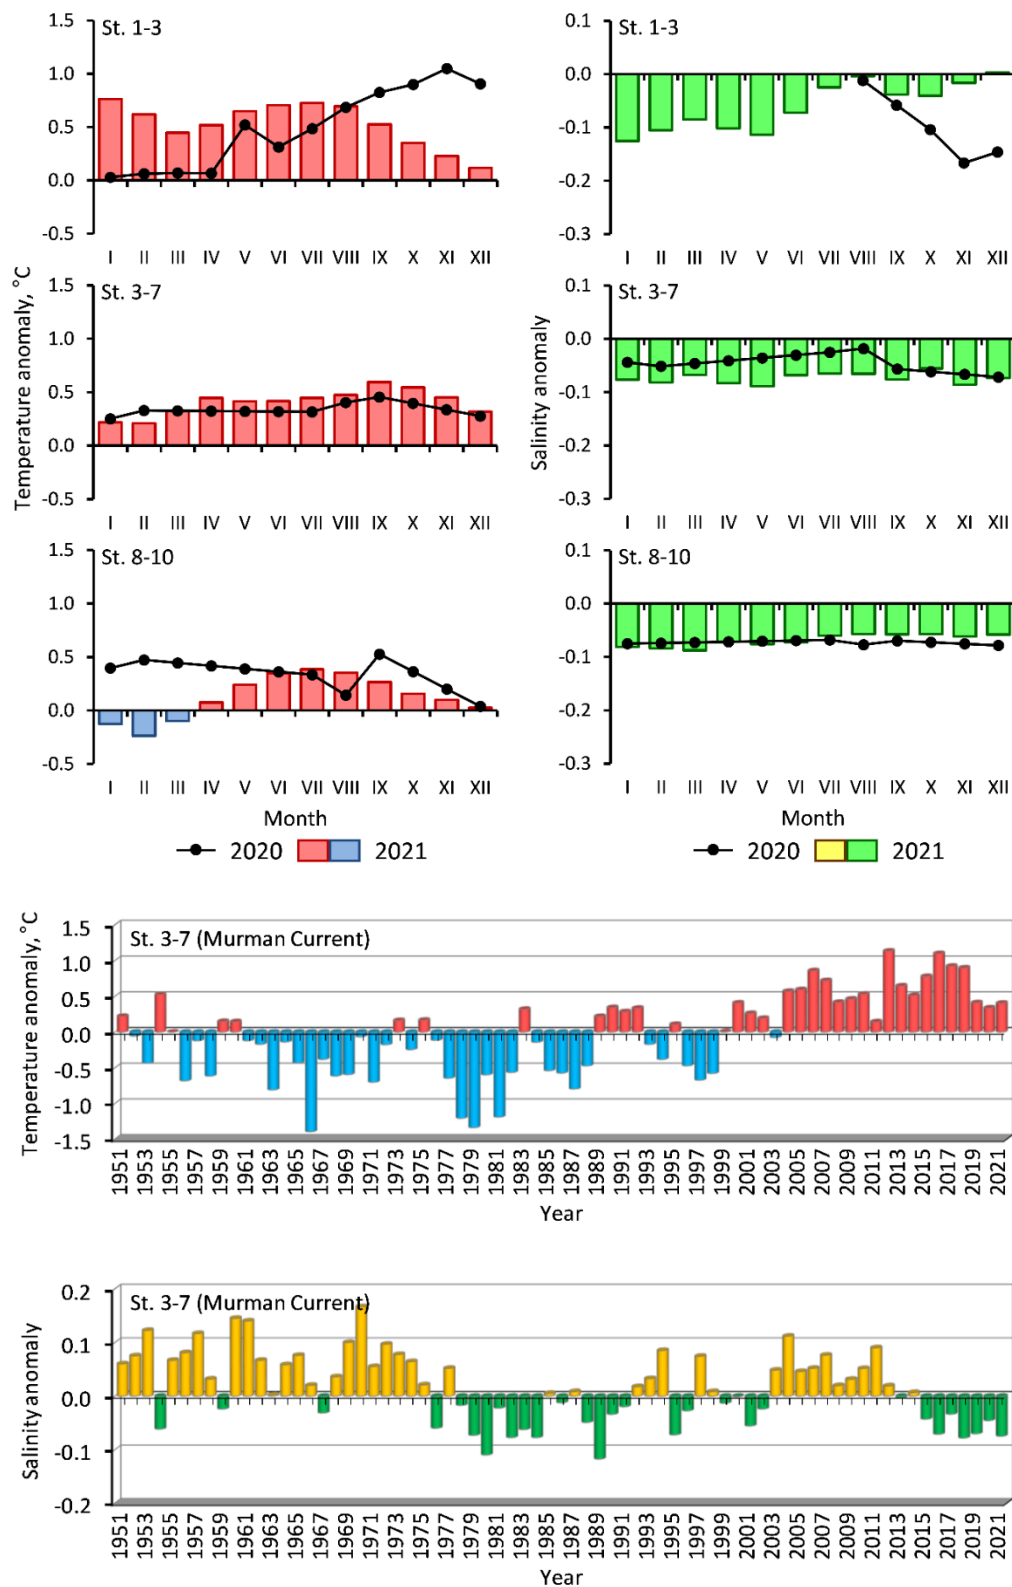 St. 1-3
1.5
1.0
0.5
0.0
-0.5
I II III IV V VI VII VIII IX X XI XII
St. 1-3
0.1
0.0
-0.1
-0.2
-0.3
I II III IV V VI VII VIII IX X XI XII
Temperature anomaly, °C
St. 3-7
1.5
1.0
0.5
0.0
-0.5
I II III IV V VI VII VIII IX X XI XII
Salinity anomaly
St. 3-7
0.1
0.0
-0.1
-0.2
-0.3
I II III IV V VI VII VIII IX X XI XII
St. 8-10
1.5
1.0
0.5
0.0
-0.5
I II III IV V VI VII VIII IX X XI XII
Month
2020 2021
St. 8-10
0.1
0.0
-0.1
-0.2
-0.3
I II III IV V VI VII VIII IX X XI XII
Month
2020 2021
Temperature anomaly, °C
St. 3-7 (Murman Current)
1.5
1.0
0.5
0.0
-0.5
-1.0
-1.5
1951 1953 1955 1957 1959 1961 1963 1965 1967 1969 1971 1973 1975 1977 1979 1981 1983 1985 1987 1989 1991 1993 1995 1997 1999 2001 2003 2005 2007 2009 2011 2013 2015 2017 2019 2021
Year
Salinity anomaly
St. 3-7 (Murman Current)
0.2
0.1
0.0
-0.1
-0.2
1951 1953 1955 1957 1959 1961 1963 1965 1967 1969 1971 1973 1975 1977 1979 1981 1983 1985 1987 1989 1991 1993 1995 1997 1999 2001 2003 2005 2007 2009 2011 2013 2015 2017 2019 2021
Year